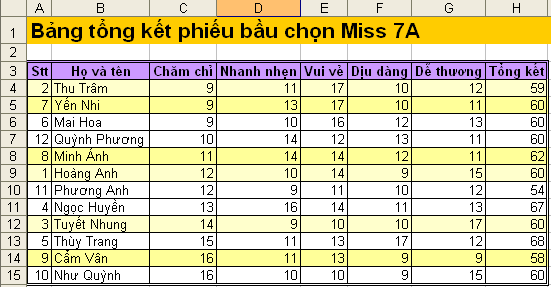 A B C D E F G H
1 Bảng tổng kết phiếu bầu chọn Miss 7A
2
3 Stt Họ và tên Chăm chỉ Nhanh nhẹn Vui vẻ Dịu dàng Dễ thương Tổng kết
4 2 Thu Trâm 9 11 17 10 12 59
5 7 Yến Nhi 9 13 17 10 11 60
6 6 Mai Hoa 9 10 16 12 13 60
7 12 Quỳnh Phương 10 14 12 13 11 60
8 8 Minh Ánh 11 14 14 12 11 62
9 1 Hoàng Anh 12 10 14 9 15 60
10 11 Phương Anh 12 9 11 10 12 54
11 4 Ngọc Huyền 13 16 14 11 13 67
12 3 Tuyết Nhung 14 9 10 10 17 60
13 5 Thùy Trang 15 11 13 17 12 68
14 9 Cẩm Vân 16 11 13 9 9 58
15 10 Như Quỳnh 16 10 10 9 15 60